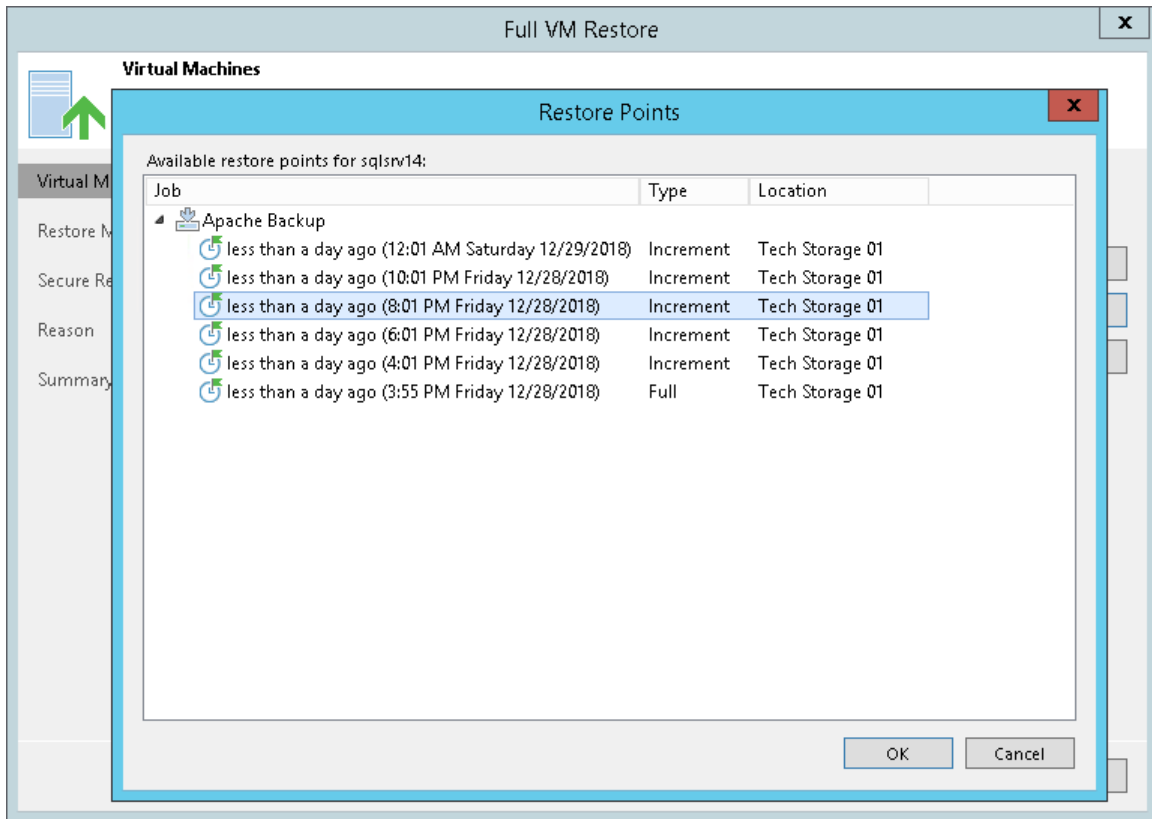 Full VM Restore
x
Virtual Machines
Restore Points
x
Available restore points for sqlsrv14:
Virtual M
Job Type Location
Apache Backup
Restore M
less than a day ago (12:01 AM Saturday 12/29/2018) Increment Tech Storage 01
Secure Re
less than a day ago (10:01 PM Friday 12/28/2018) Increment Tech Storage 01
less than a day ago (8:01 PM Friday 12/28/2018) Increment Tech Storage 01
Reason
less than a day ago (6:01 PM Friday 12/28/2018) Increment Tech Storage 01
less than a day ago (4:01 PM Friday 12/28/2018) Increment Tech Storage 01
Summary
less than a day ago (3:55 PM Friday 12/28/2018) Full Tech Storage 01
OK Cancel